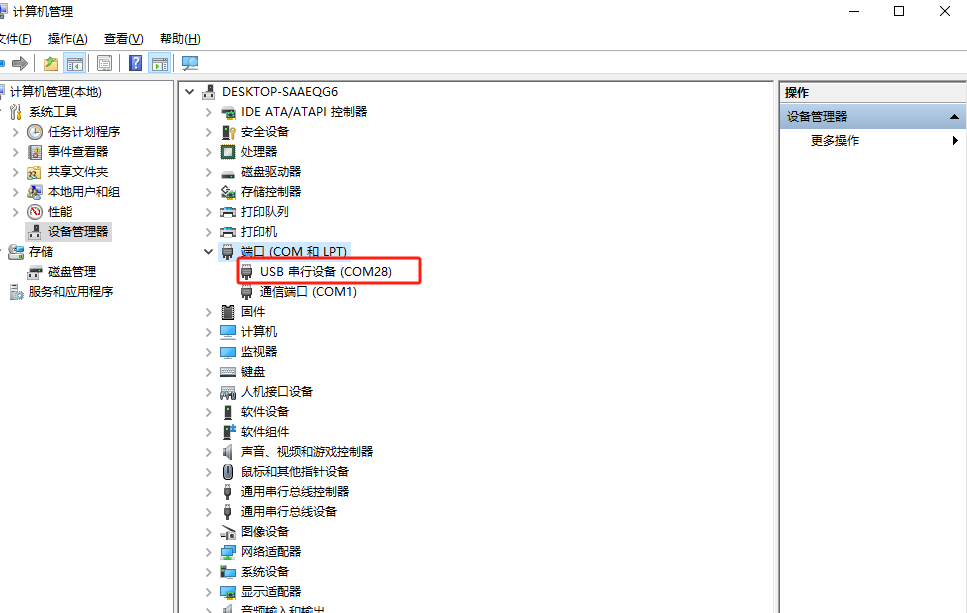 计算机管理
文件(F) 操作(A) 查看(V) 帮助(H)
计算机管理(本地)
系统工具
任务计划程序
事件查看器
共享文件夹
本地用户和组
性能
设备管理器
存储
磁盘管理
服务和应用程序
DESKTOP-SAAEQG6
IDE ATA/ATAPI 控制器
安全设备
处理器
磁盘驱动器
存储控制器
打印队列
打印机
端口 (COM 和 LPT)
USB 串行设备 (COM28)
通信端口 (COM1)
固件
计算机
监视器
键盘
人机接口设备
软件设备
软件组件
声音、视频和游戏控制器
鼠标和其他指针设备
通用串行总线控制器
通用串行总线设备
图像设备
网络适配器
系统设备
显示适配器
音频输入和输出
操作
设备管理器
更多操作